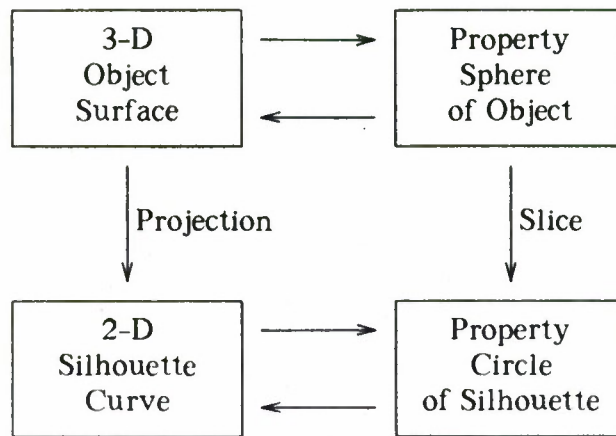 3-D
Object
Surface
Property
Sphere
of Object
Projection
Slice
2-D
Silhouette
Curve
Property
Circle
of Silhouette